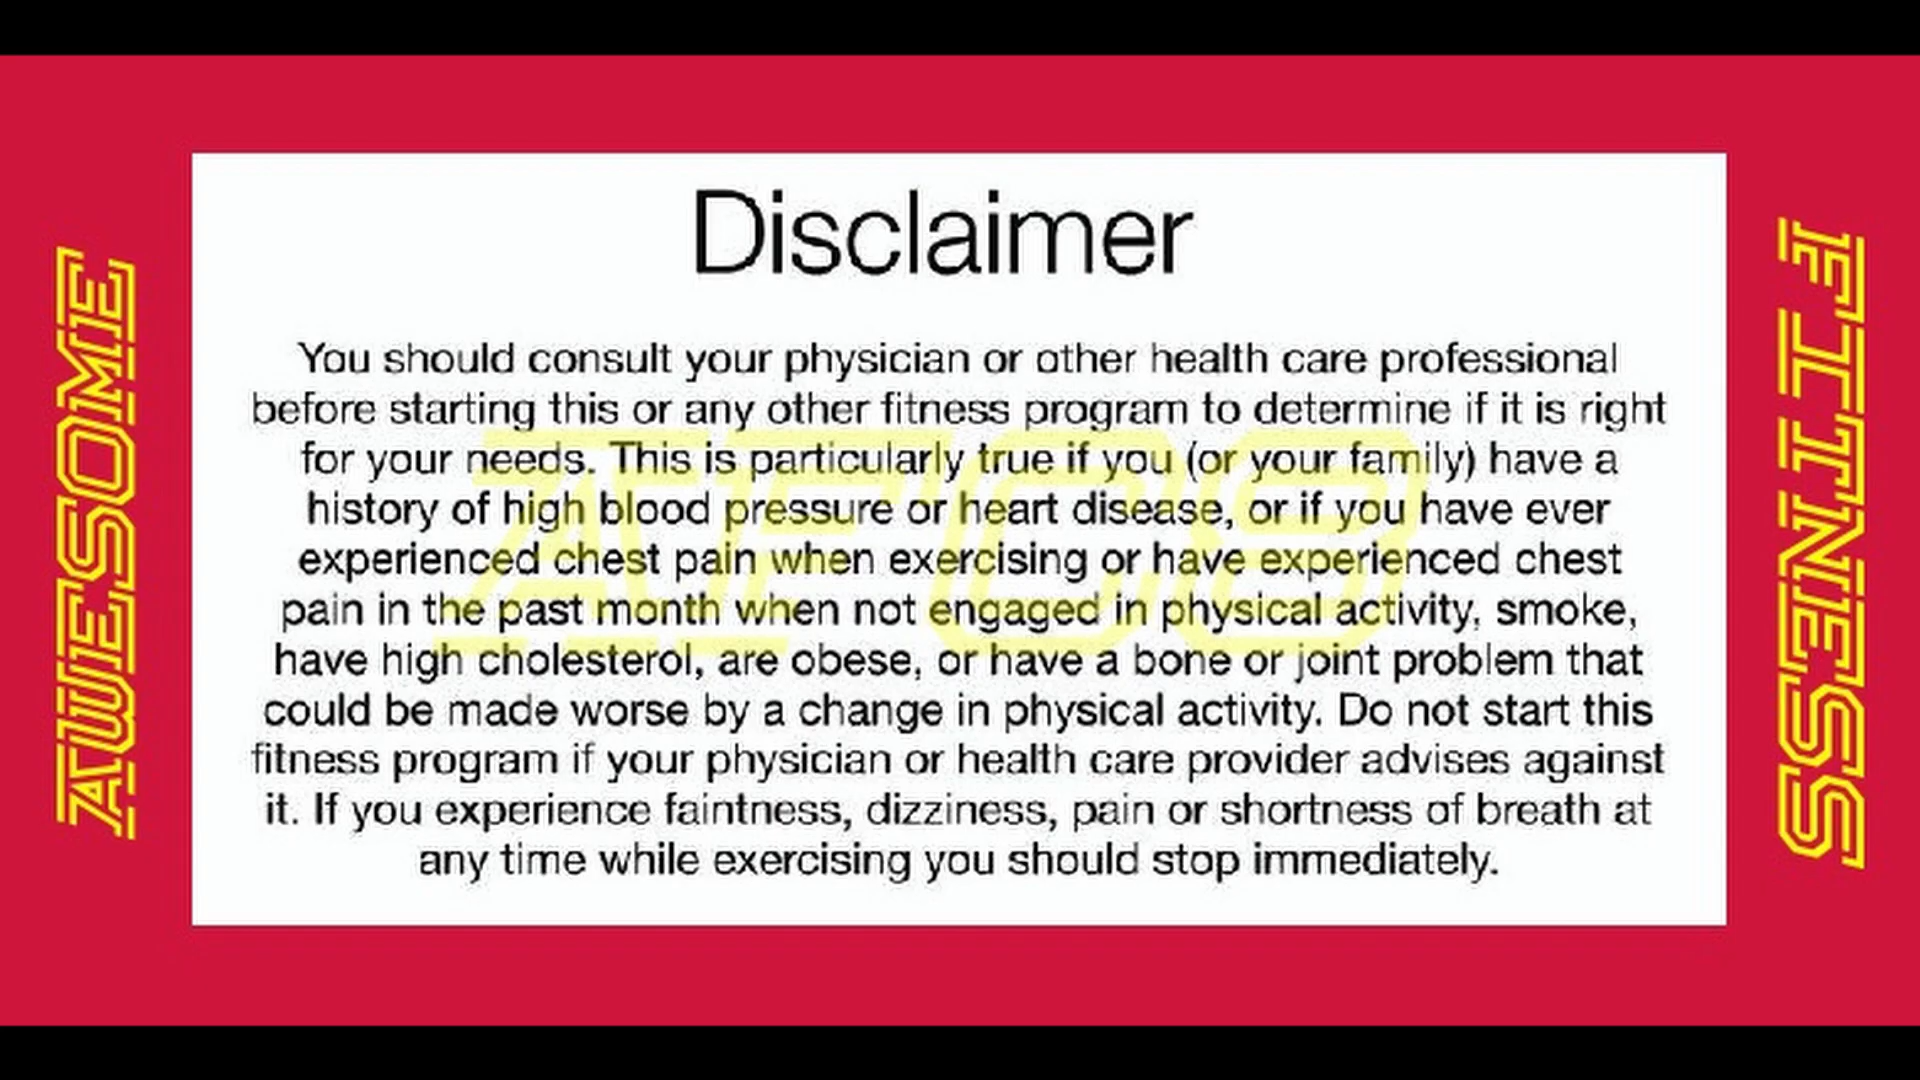 AWESOME
Disclaimer
You should consult your physician or other health care professional
before starting this or any other fitness program to determine if it is right
for your needs. This is particularly true if you (or your family) have a
history of high blood pressure or heart disease, or if you have ever
experienced chest pain when exercising or have experienced chest
pain in the past month when not engaged in physical activity, smoke,
have high cholesterol, are obese, or have a bone or joint problem that
could be made worse by a change in physical activity. Do not start this
fitness program if your physician or health care provider advises against
it. If you experience faintness, dizziness, pain or shortness of breath at
any time while exercising you should stop immediately.
FITNESS